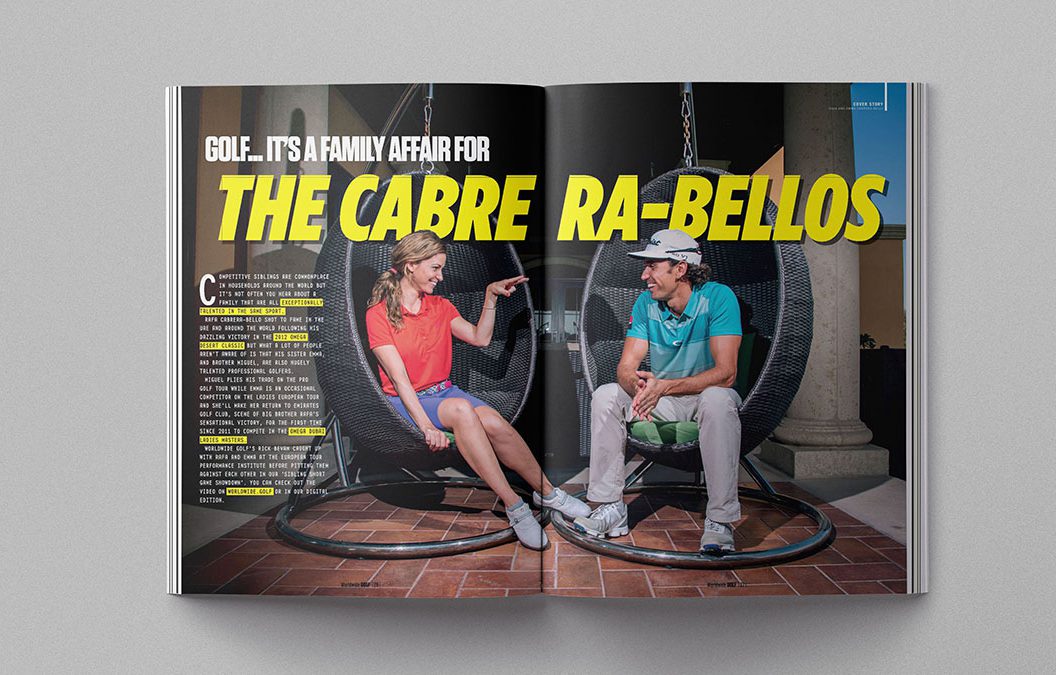 COVER STORY
GOLF... IT'S A FAMILY AFFAIR FOR
THE CABRE RA-BELLOS
COMPETITIVE SIBLINGS ARE COMMONPLACE
IN HOUSEHOLDS AROUND THE WORLD BUT
IT'S NOT OFTEN YOU HEAR ABOUT A
FAMILY THAT ARE ALL EXCEPTIONALLY
TALENTED IN THE SAME SPORT.
RAFA CABRERA-BELLO SHOT TO FAME IN THE
UAE AND AROUND THE WORLD FOLLOWING HIS
DAZZLING VICTORY IN THE 2012 OMEGA
DESERT CLASSIC BUT WHAT A LOT OF PEOPLE
AREN'T AWARE OF IS THAT HIS SISTER EMMA,
AND BROTHER MIGUEL, ARE ALSO HUGELY
TALENTED PROFESSIONAL GOLFERS.
MIGUEL PLIES HIS TRADE ON THE PRO
GOLF TOUR WHILE EMMA IS AN OCCASIONAL
COMPETITOR ON THE LADIES EUROPEAN TOUR
AND SHE'LL MAKE HER RETURN TO EMIRATES
GOLF CLUB, SCENE OF BIG BROTHER RAFA'S
SENSATIONAL VICTORY, FOR THE FIRST TIME
SINCE 2011 TO COMPETE IN THE OMEGA DUBAI
LADIES MASTERS.
WORLDWIDE GOLF'S RICK BEVAN CAUGHT UP
WITH RAFA AND EMMA AT THE EUROPEAN TOUR
PERFORMANCE INSTITUTE BEFORE PITTING THEM
AGAINST EACH OTHER IN OUR 'SIBLING SHORT
GAME SHOWDOWN'. YOU CAN CHECK OUT THE
VIDEO ON WORLDWIDE.GOLF OR IN OUR DIGITAL
EDITION.
Worldwide GOLF
Worldwide GOLF